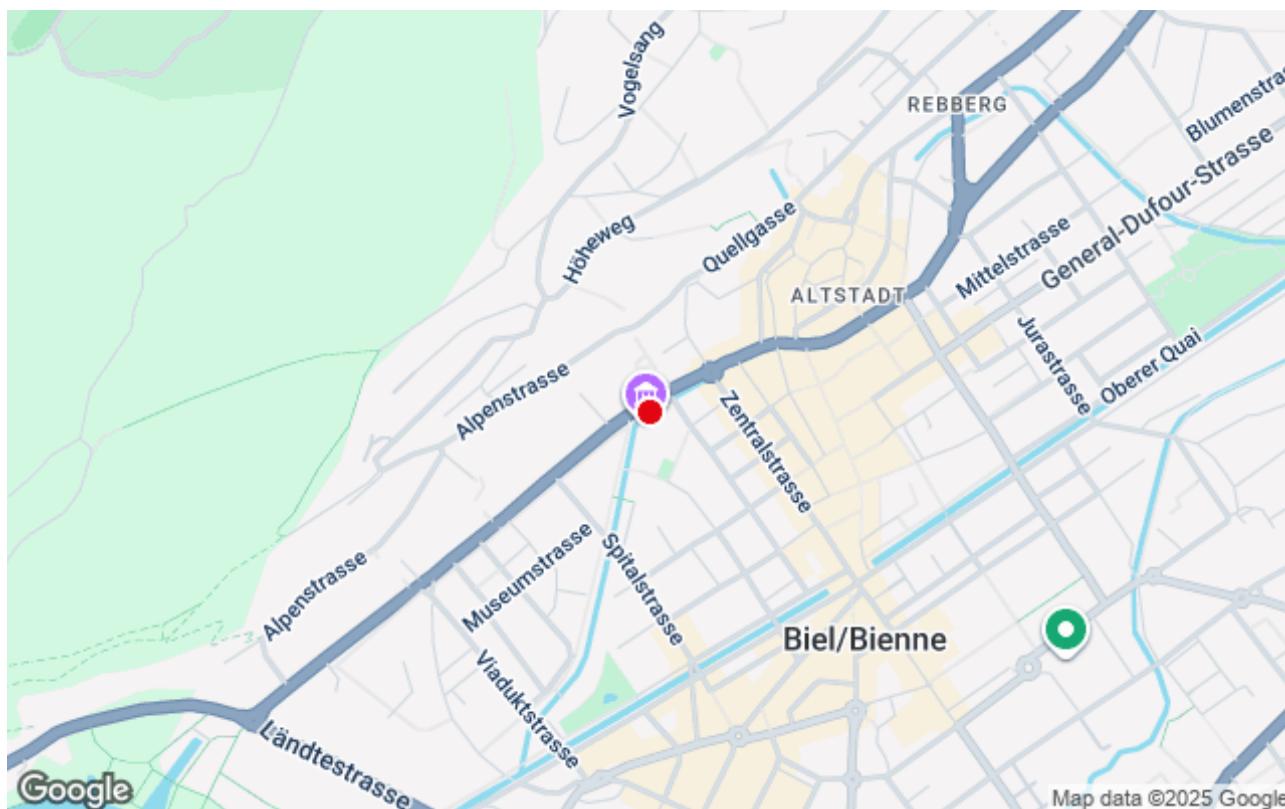 Vogelsang
REBBERG
Blumenstra
General-Dufour-Strasse
Höheweg
Quellgasse
Mittelstrasse
ALTSTADT
Jurastrasse
Oberer Quai
Alpenstrasse
Zentralstrasse
Museumstrasse
Spitalstrasse
Alpenstrasse
Biel/Bienne
Viaduktstrasse
Ländtestrasse
Google
Map data ©2025 Google